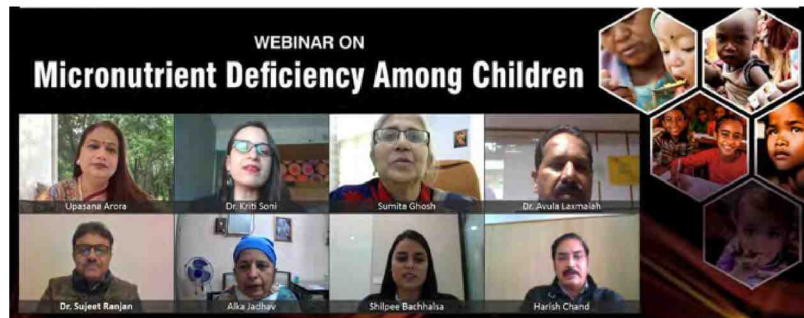 WEBINAR ON
Micronutrient Deficiency Among Children
Upasana Arora
Dr. Kriti Soni
Sumita Ghosh
Dr. Avula Laxmaiah
Dr. Sujeet Ranjan
Alka Jadhav
Shilpee Bachhalsa
Harish Chand